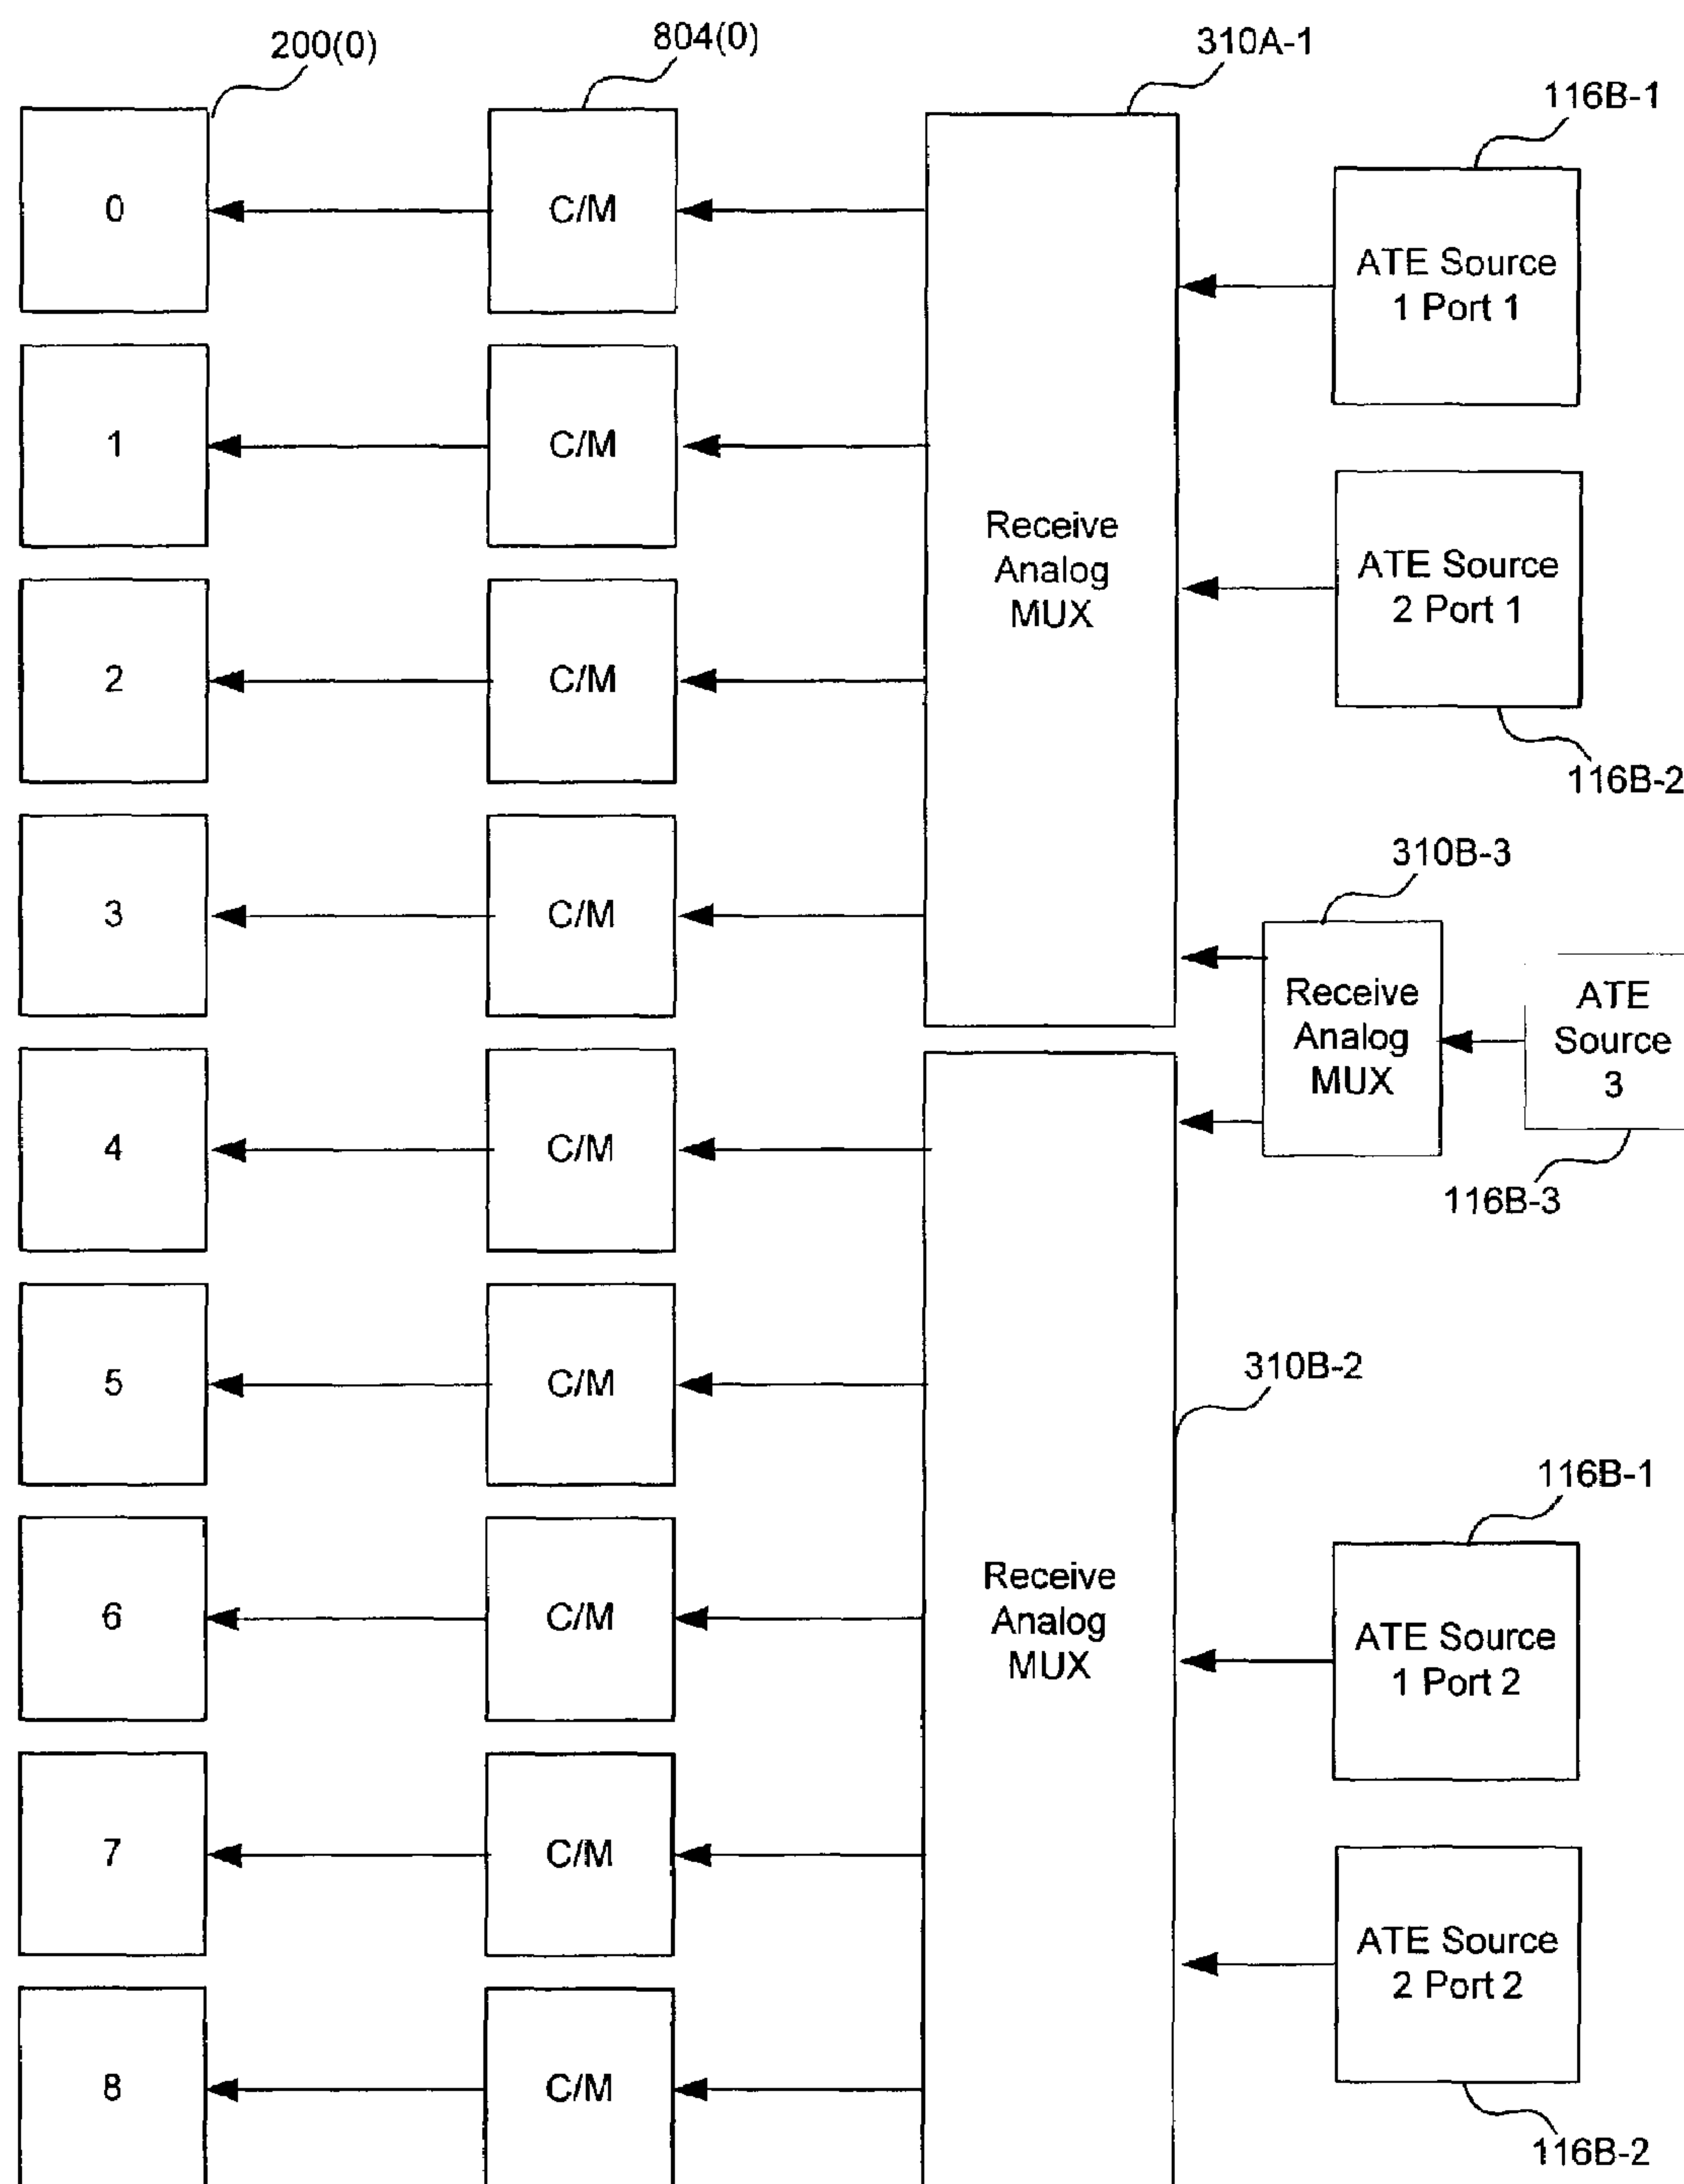 200(0)
804(0)
310A-1
116B-1
0
C/M
ATE Source
1 Port 1
1
C/M
Receive
Analog
MUX
ATE Source
2 Port 1
2
C/M
116B-2
310B-3
3
C/M
Receive
Analog
MUX
ATE
Source
3
4
C/M
116B-3
5
C/M
310B-2
116B-1
6
C/M
Receive
Analog
MUX
ATE Source
1 Port 2
7
C/M
ATE Source
2 Port 2
8
C/M
116B-2